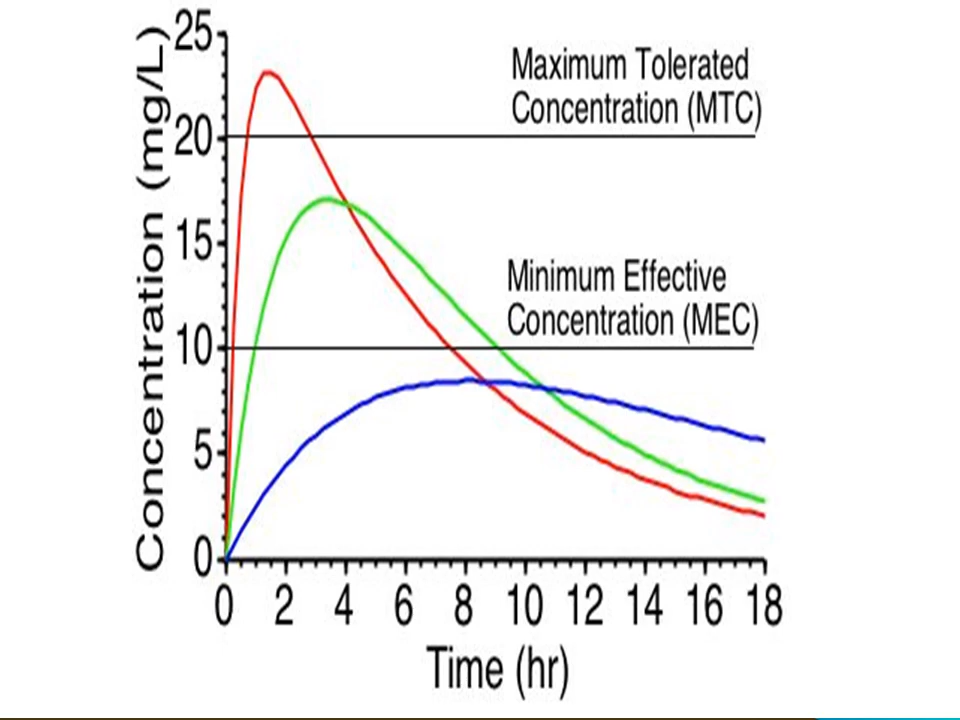 Concentration (mg/L)
25
20
15
10
5
0
Maximum Tolerated
Concentration (MTC)
Minimum Effective
Concentration (MEC)
0 2 4 6 8 10 12 14 16 18
Time (hr)